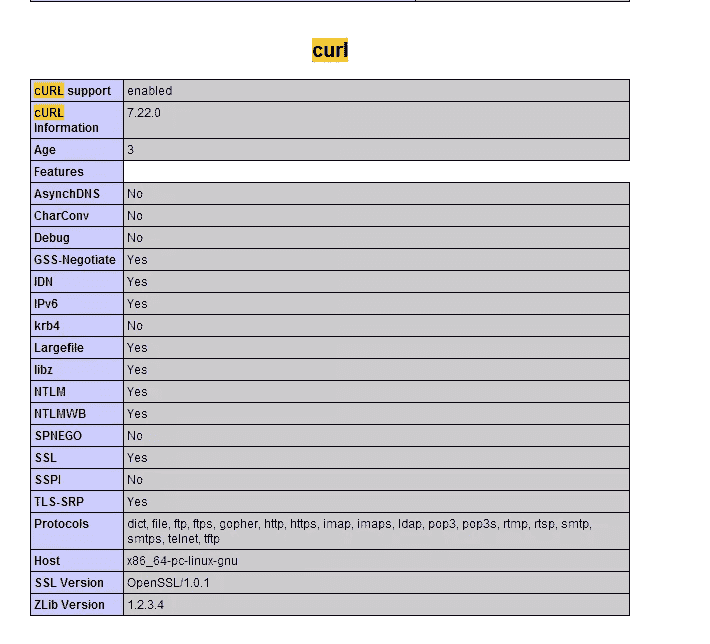 curl
cURL support enabled
cURL 7.22.0
Information
Age 3
Features
AsynchDNS No
CharConv No
Debug No
GSS-Negotiate Yes
IDN Yes
IPv6 Yes
krb4 No
Largefile Yes
libz Yes
NTLM Yes
NTLMWB Yes
SPNEGO No
SSL Yes
SSPI No
TLS-SRP Yes
Protocols dict, file, ftp, ftps, gopher, http, https, imap, imaps, ldap, pop3, pop3s, rtmp, rtsp, smtp,
smtps, telnet, tftp
Host x86_64-pc-linux-gnu
SSL Version OpenSSL/1.0.1
ZLib Version 1.2.3.4